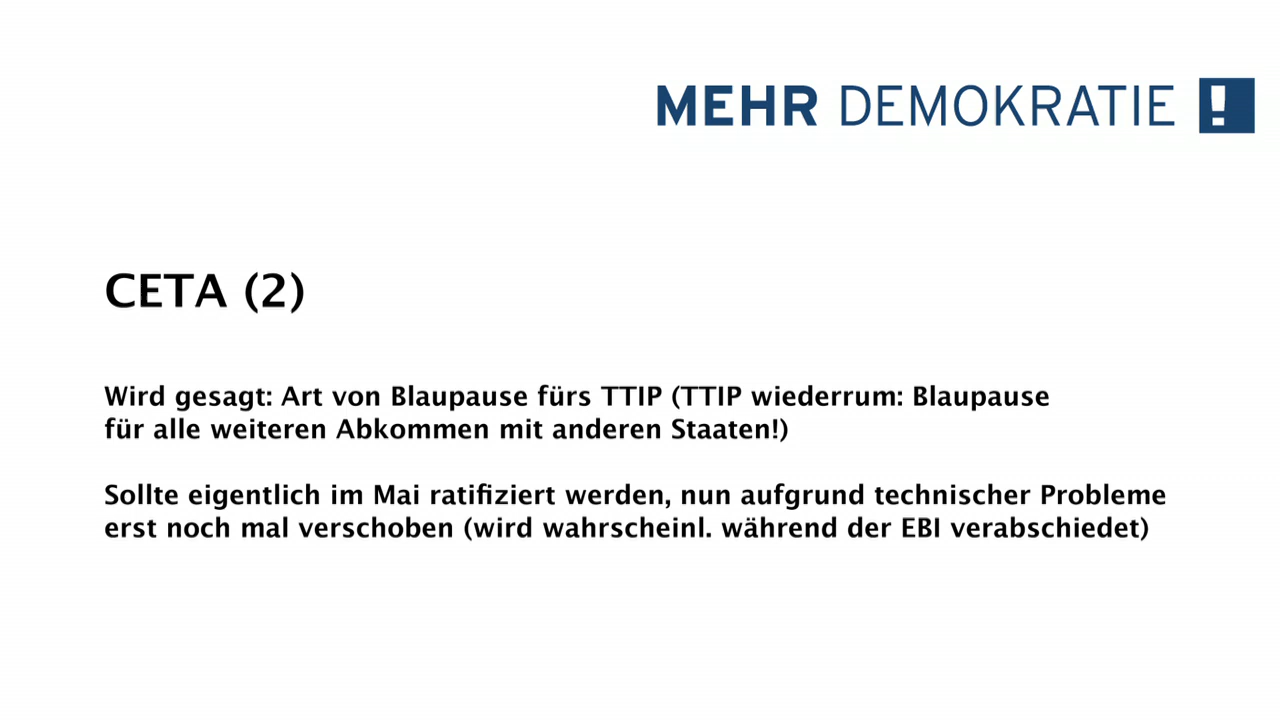 MEHR DEMOKRATIE !
CETA (2)
Wird gesagt: Art von Blaupause fürs TTIP (TTIP wiederrum: Blaupause
für alle weiteren Abkommen mit anderen Staaten!)
Sollte eigentlich im Mai ratifiziert werden, nun aufgrund technischer Probleme
erst noch mal verschoben (wird wahrscheinl. während der EBI verabschiedet)